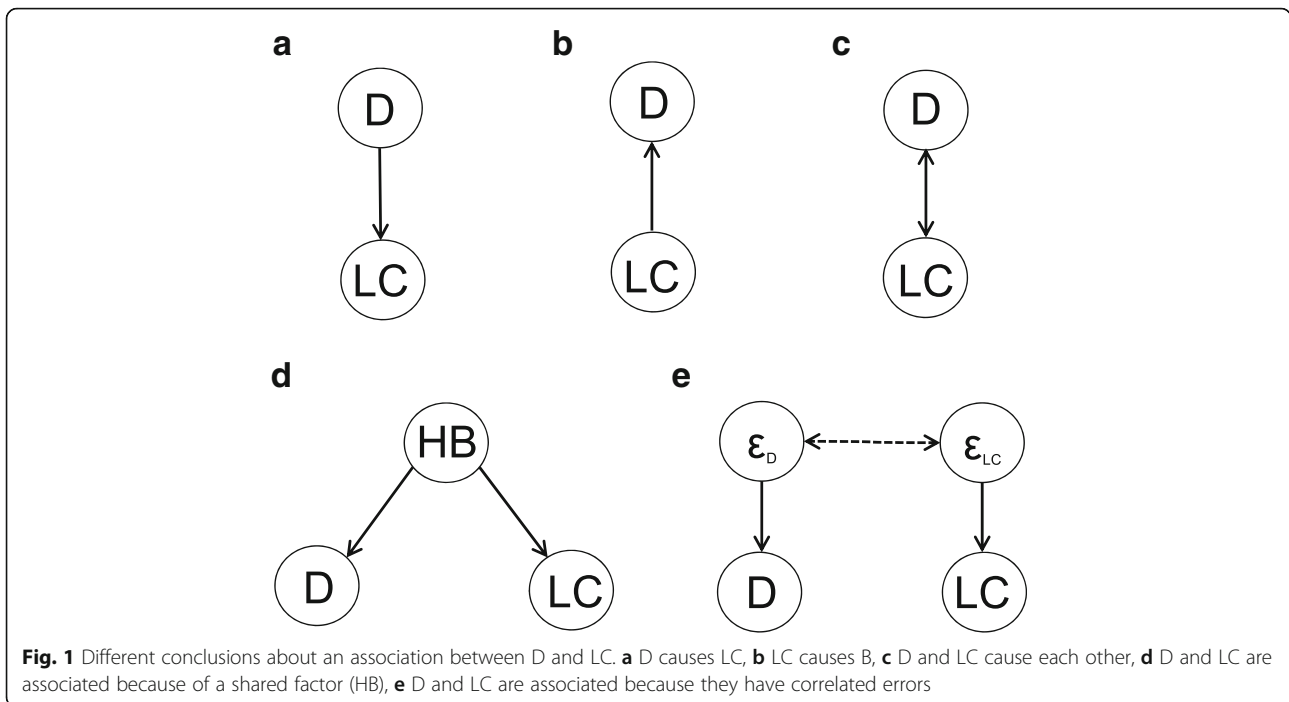 a b c
D D D
LC LC LC
d e
HB ε_D ε_LC
D LC D LC
Fig. 1 Different conclusions about an association between D and LC. a D causes LC, b LC causes B, c D and LC cause each other, d D and LC are
associated because of a shared factor (HB), e D and LC are associated because they have correlated errors